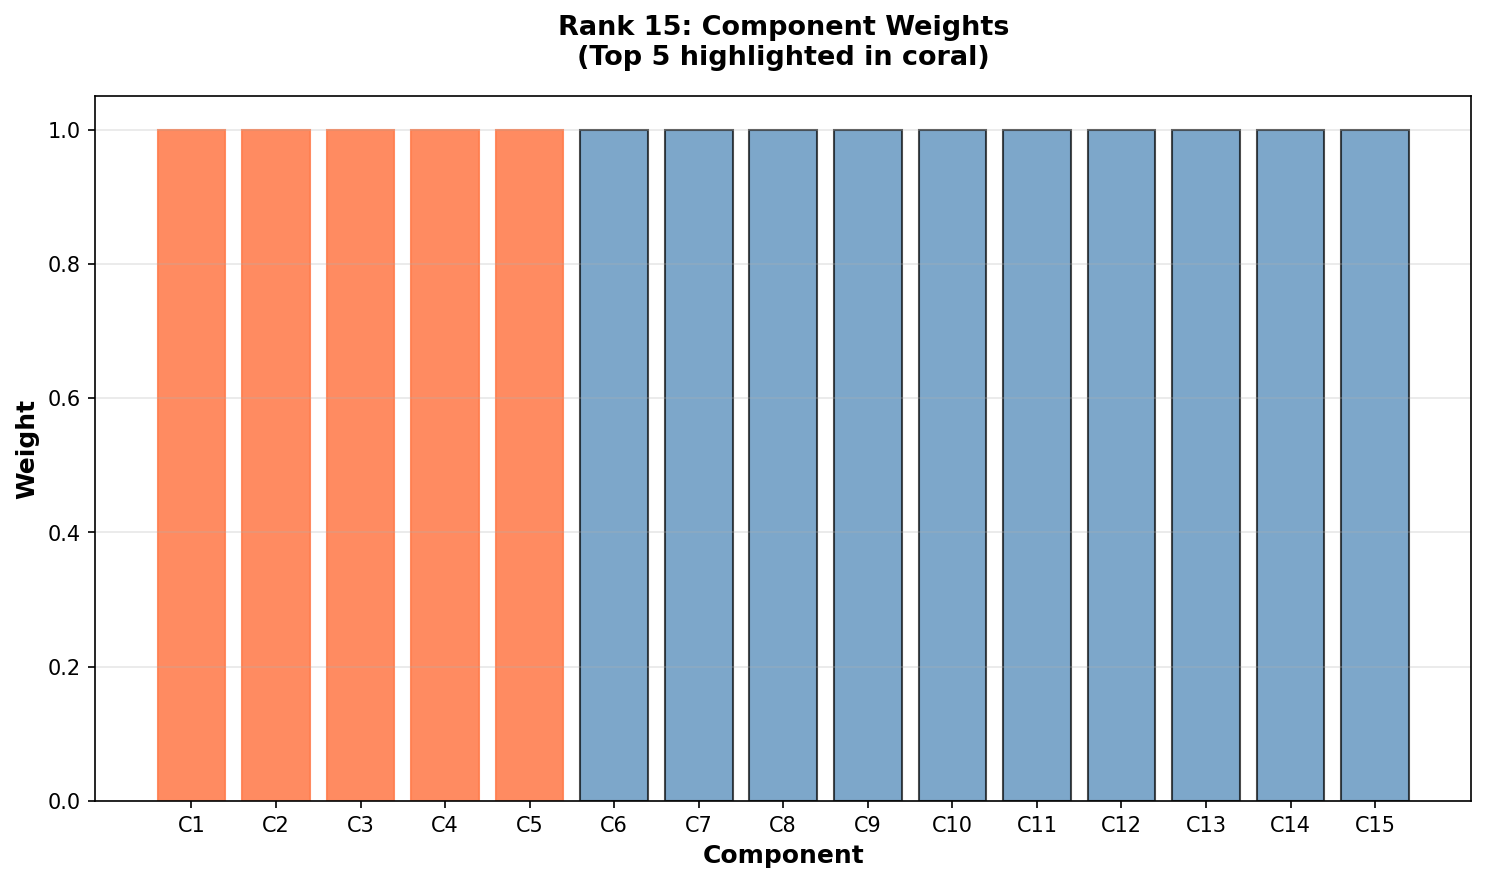 Rank 15: Component Weights
(Top 5 highlighted in coral)
1.0
0.8
0.6
0.4
0.2
0.0
Weight
C1 C2 C3 C4 C5 C6 C7 C8 C9 C10 C11 C12 C13 C14 C15
Component